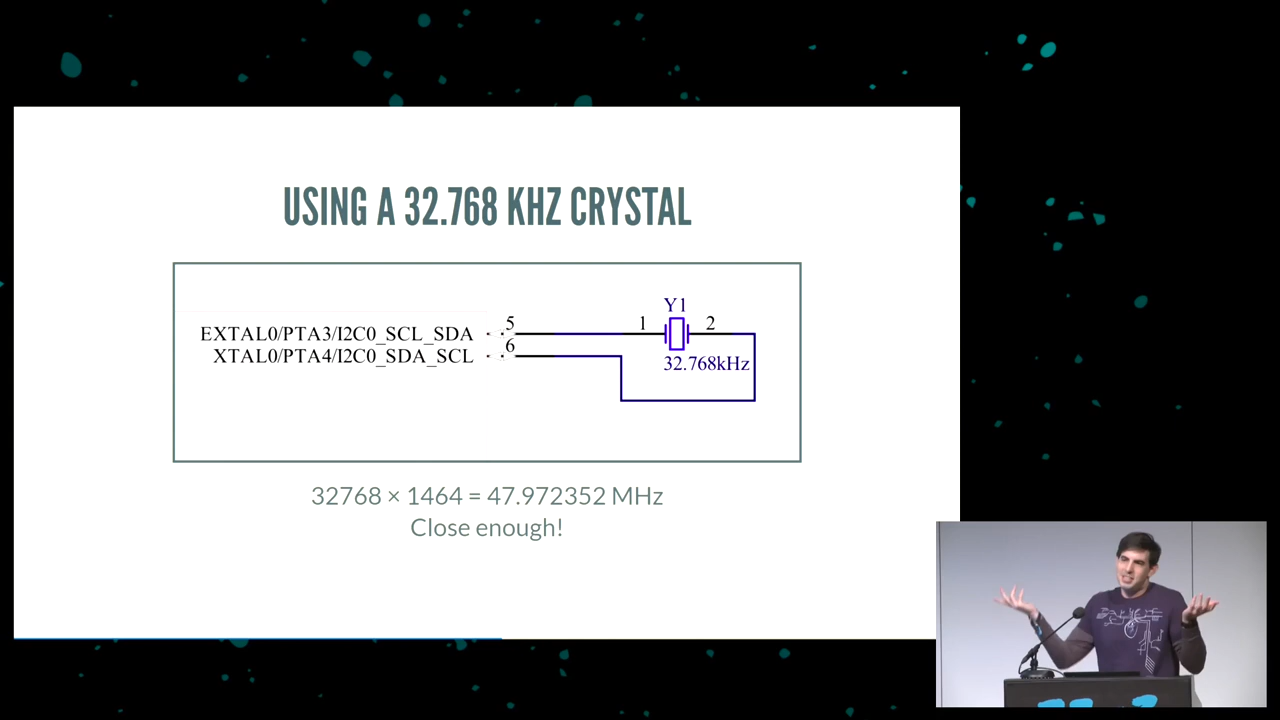 USING A 32.768 KHZ CRYSTAL
Y1
EXTAL0/PTA3/I2C0_SCL_SDA 5 1 2
XTAL0/PTA4/I2C0_SDA_SCL 6
32.768kHz
32768 × 1464 = 47.972352 MHz
Close enough!